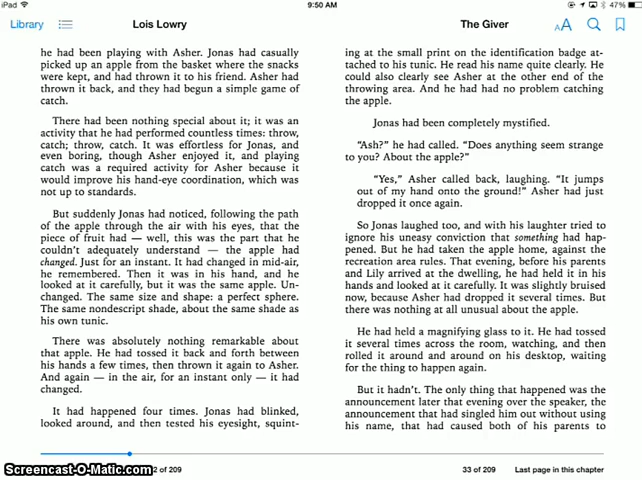 iPad
9:50 AM
47%
Library
Lois Lowry
The Giver
AA
he had been playing with Asher. Jonas had casually
picked up an apple from the basket where the snacks
were kept, and had thrown it to his friend. Asher had
thrown it back, and they had begun a simple game of
catch.
There had been nothing special about it; it was an
activity that he had performed countless times: throw,
catch; throw, catch. It was effortless for Jonas, and
even boring, though Asher enjoyed it, and playing
catch was a required activity for Asher because it
would improve his hand-eye coordination, which was
not up to standards.
But suddenly Jonas had noticed, following the path
of the apple through the air with his eyes, that the
piece of fruit had — well, this was the part that he
couldn't adequately understand — the apple had
changed. Just for an instant. It had changed in mid-air,
he remembered. Then it was in his hand, and he
looked at it carefully, but it was the same apple. Un-
changed. The same size and shape: a perfect sphere.
The same nondescript shade, about the same shade as
his own tunic.
There was absolutely nothing remarkable about
that apple. He had tossed it back and forth between
his hands a few times, then thrown it again to Asher.
And again — in the air, for an instant only — it had
changed.
It had happened four times. Jonas had blinked,
looked around, and then tested his eyesight, squint-
ing at the small print on the identification badge at-
tached to his tunic. He read his name quite clearly. He
could also clearly see Asher at the other end of the
throwing area. And he had had no problem catching
the apple.
Jonas had been completely mystified.
“Ash?” he had called. “Does anything seem strange
to you? About the apple?”
“Yes,” Asher called back, laughing. “It jumps
out of my hand onto the ground!” Asher had just
dropped it once again.
So Jonas laughed too, and with his laughter tried to
ignore his uneasy conviction that something had hap-
pened. But he had taken the apple home, against the
recreation area rules. That evening, before his parents
and Lily arrived at the dwelling, he had held it in his
hands and looked at it carefully. It was slightly bruised
now, because Asher had dropped it several times. But
there was nothing at all unusual about the apple.
He had held a magnifying glass to it. He had tossed
it several times across the room, watching, and then
rolled it around and around on his desktop, waiting
for the thing to happen again.
But it hadn't. The only thing that happened was the
announcement later that evening over the speaker, the
announcement that had singled him out without using
his name, that had caused both of his parents to
Screencast-O-Matic.com
2 of 209
33 of 209
Last page in this chapter